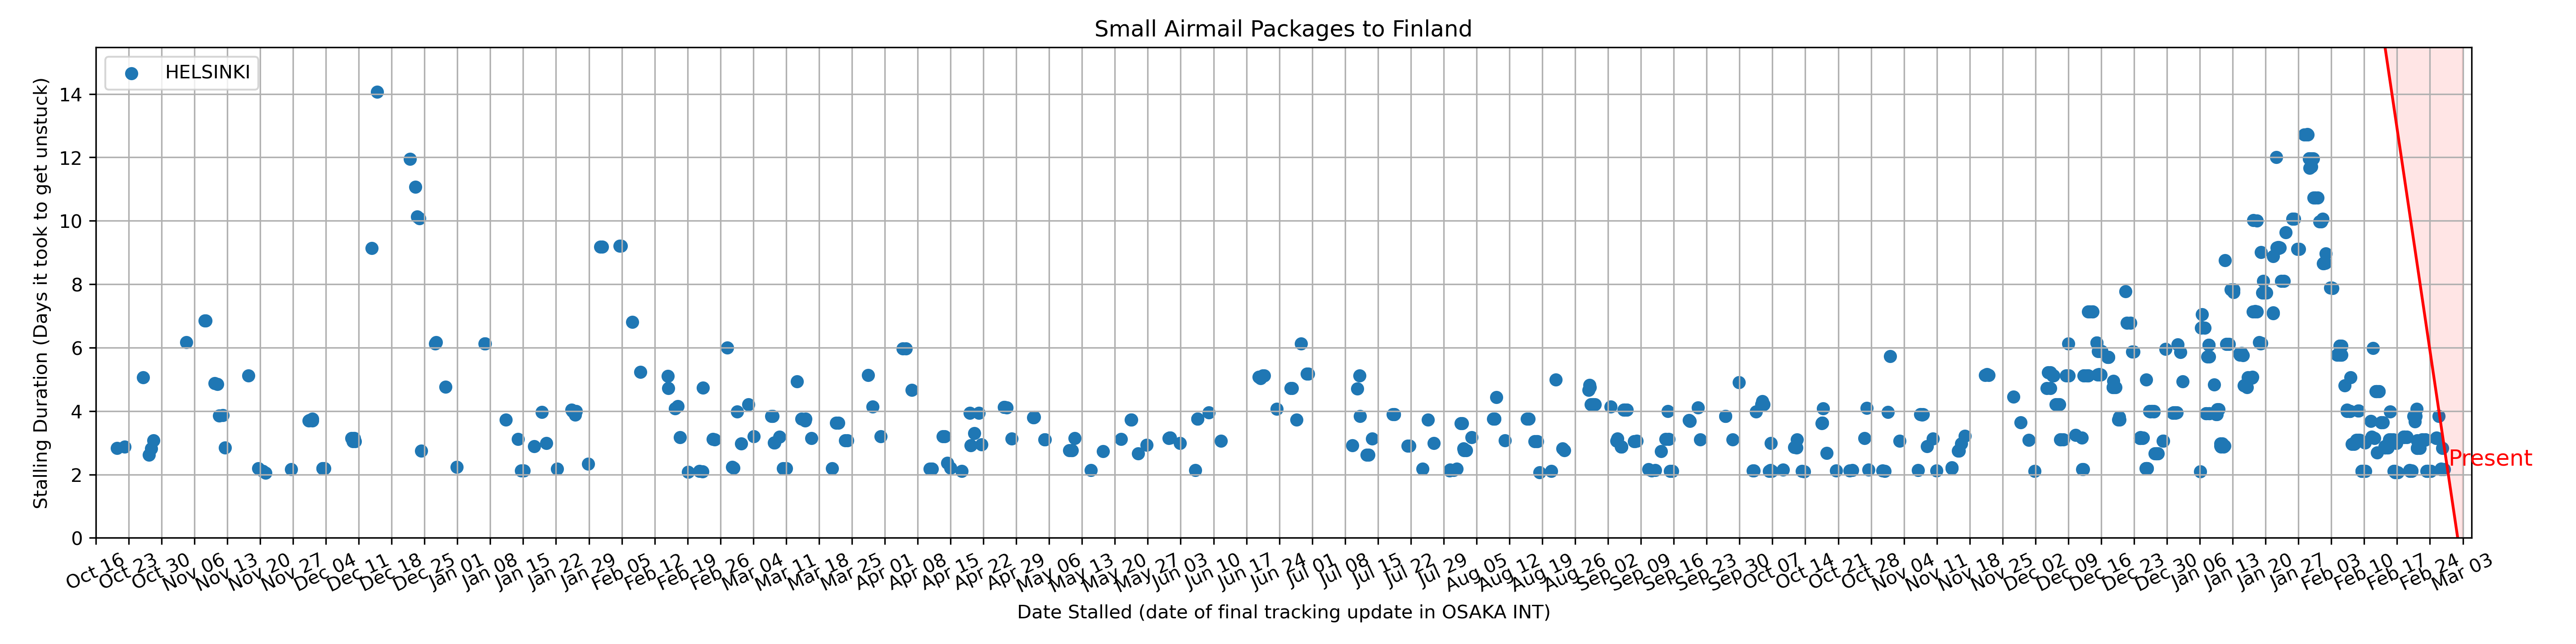 Small Airmail Packages to Finland
HELSINKI
Stalling Duration (Days it took to get unstuck)
14
12
10
8
6
4
2
0
Present
Oct 16 Oct 23 Oct 30 Nov 06 Nov 13 Nov 20 Nov 27 Dec 04 Dec 11 Dec 18 Dec 25 Jan 01 Jan 08 Jan 15 Jan 22 Jan 29 Feb 05 Feb 12 Feb 19 Feb 26 Mar 04 Mar 11 Mar 18 Mar 25 Apr 01 Apr 08 Apr 15 Apr 22 Apr 29 May 06 May 13 May 20 May 27 Jun 03 Jun 10 Jun 17 Jun 24 Jul 01 Jul 08 Jul 15 Jul 22 Jul 29 Aug 05 Aug 12 Aug 19 Aug 26 Sep 02 Sep 09 Sep 16 Sep 23 Sep 30 Oct 07 Oct 14 Oct 21 Oct 28 Nov 04 Nov 11 Nov 18 Nov 25 Dec 02 Dec 09 Dec 16 Dec 23 Dec 30 Jan 06 Jan 13 Jan 20 Jan 27 Feb 03 Feb 10 Feb 17 Feb 24 Mar 03
Date Stalled (date of final tracking update in OSAKA INT)